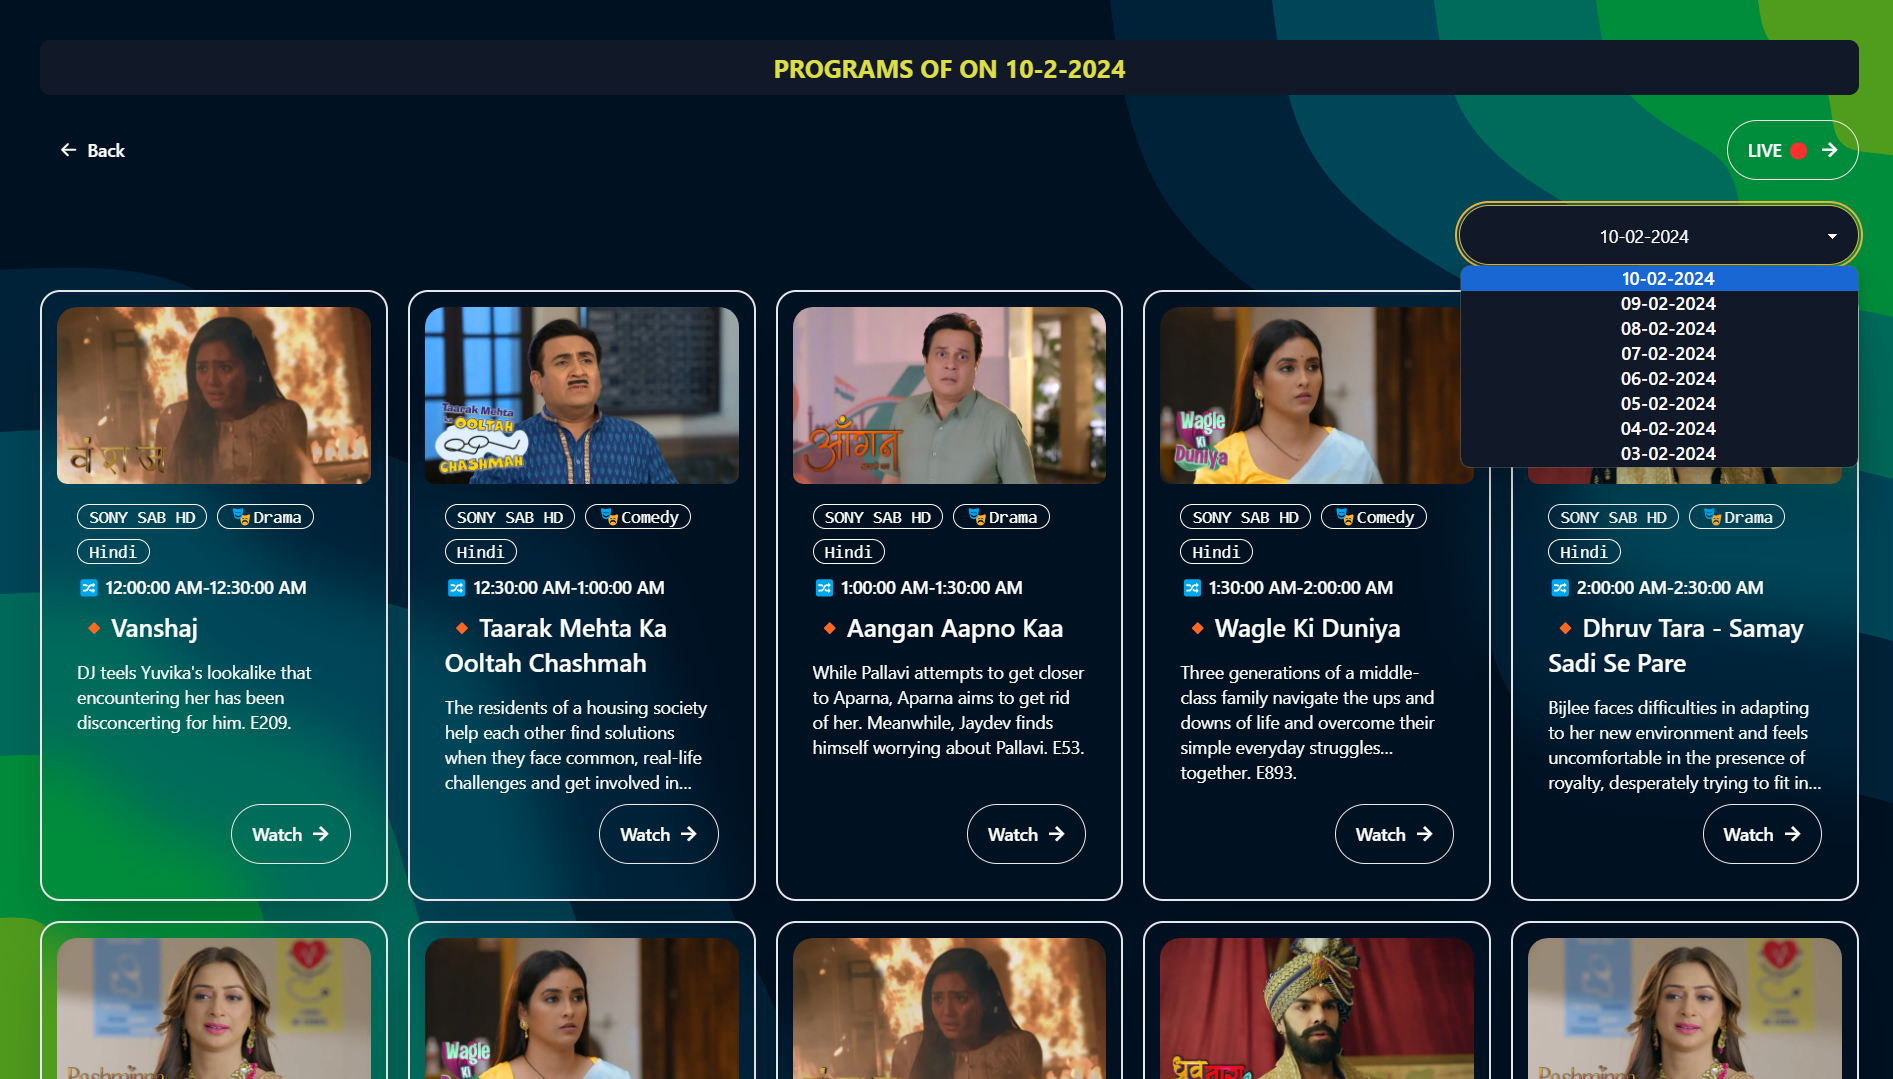 PROGRAMS OF ON 10-2-2024
Back
LIVE
10-02-2024
10-02-2024
09-02-2024
08-02-2024
07-02-2024
06-02-2024
05-02-2024
04-02-2024
03-02-2024
वंशज
SONY SAB HD
Drama
Hindi
12:00:00 AM-12:30:00 AM
Vanshaj
DJ teels Yuvika's lookalike that
encountering her has been
disconcerting for him. E209.
Watch
Taarak Mehta
OOLTAH
CHASHMAH
SONY SAB HD
Comedy
Hindi
12:30:00 AM-1:00:00 AM
Taarak Mehta Ka
Ooltah Chashmah
The residents of a housing society
help each other find solutions
when they face common, real-life
challenges and get involved in...
Watch
आँगन
SONY SAB HD
Drama
Hindi
1:00:00 AM-1:30:00 AM
Aangan Aapno Kaa
While Pallavi attempts to get closer
to Aparna, Aparna aims to get rid
of her. Meanwhile, Jaydev finds
himself worrying about Pallavi. E53.
Watch
Wagle
Ki
Duniya
SONY SAB HD
Comedy
Hindi
1:30:00 AM-2:00:00 AM
Wagle Ki Duniya
Three generations of a middle-
class family navigate the ups and
downs of life and overcome their
simple everyday struggles...
together. E893.
Watch
SONY SAB HD
Drama
Hindi
2:00:00 AM-2:30:00 AM
Dhruv Tara - Samay
Sadi Se Pare
Bijlee faces difficulties in adapting
to her new environment and feels
uncomfortable in the presence of
royalty, desperately trying to fit in...
Watch
Pashminna
Wagle
Ki
Duniya
ध्रुव तारा
Pashminna